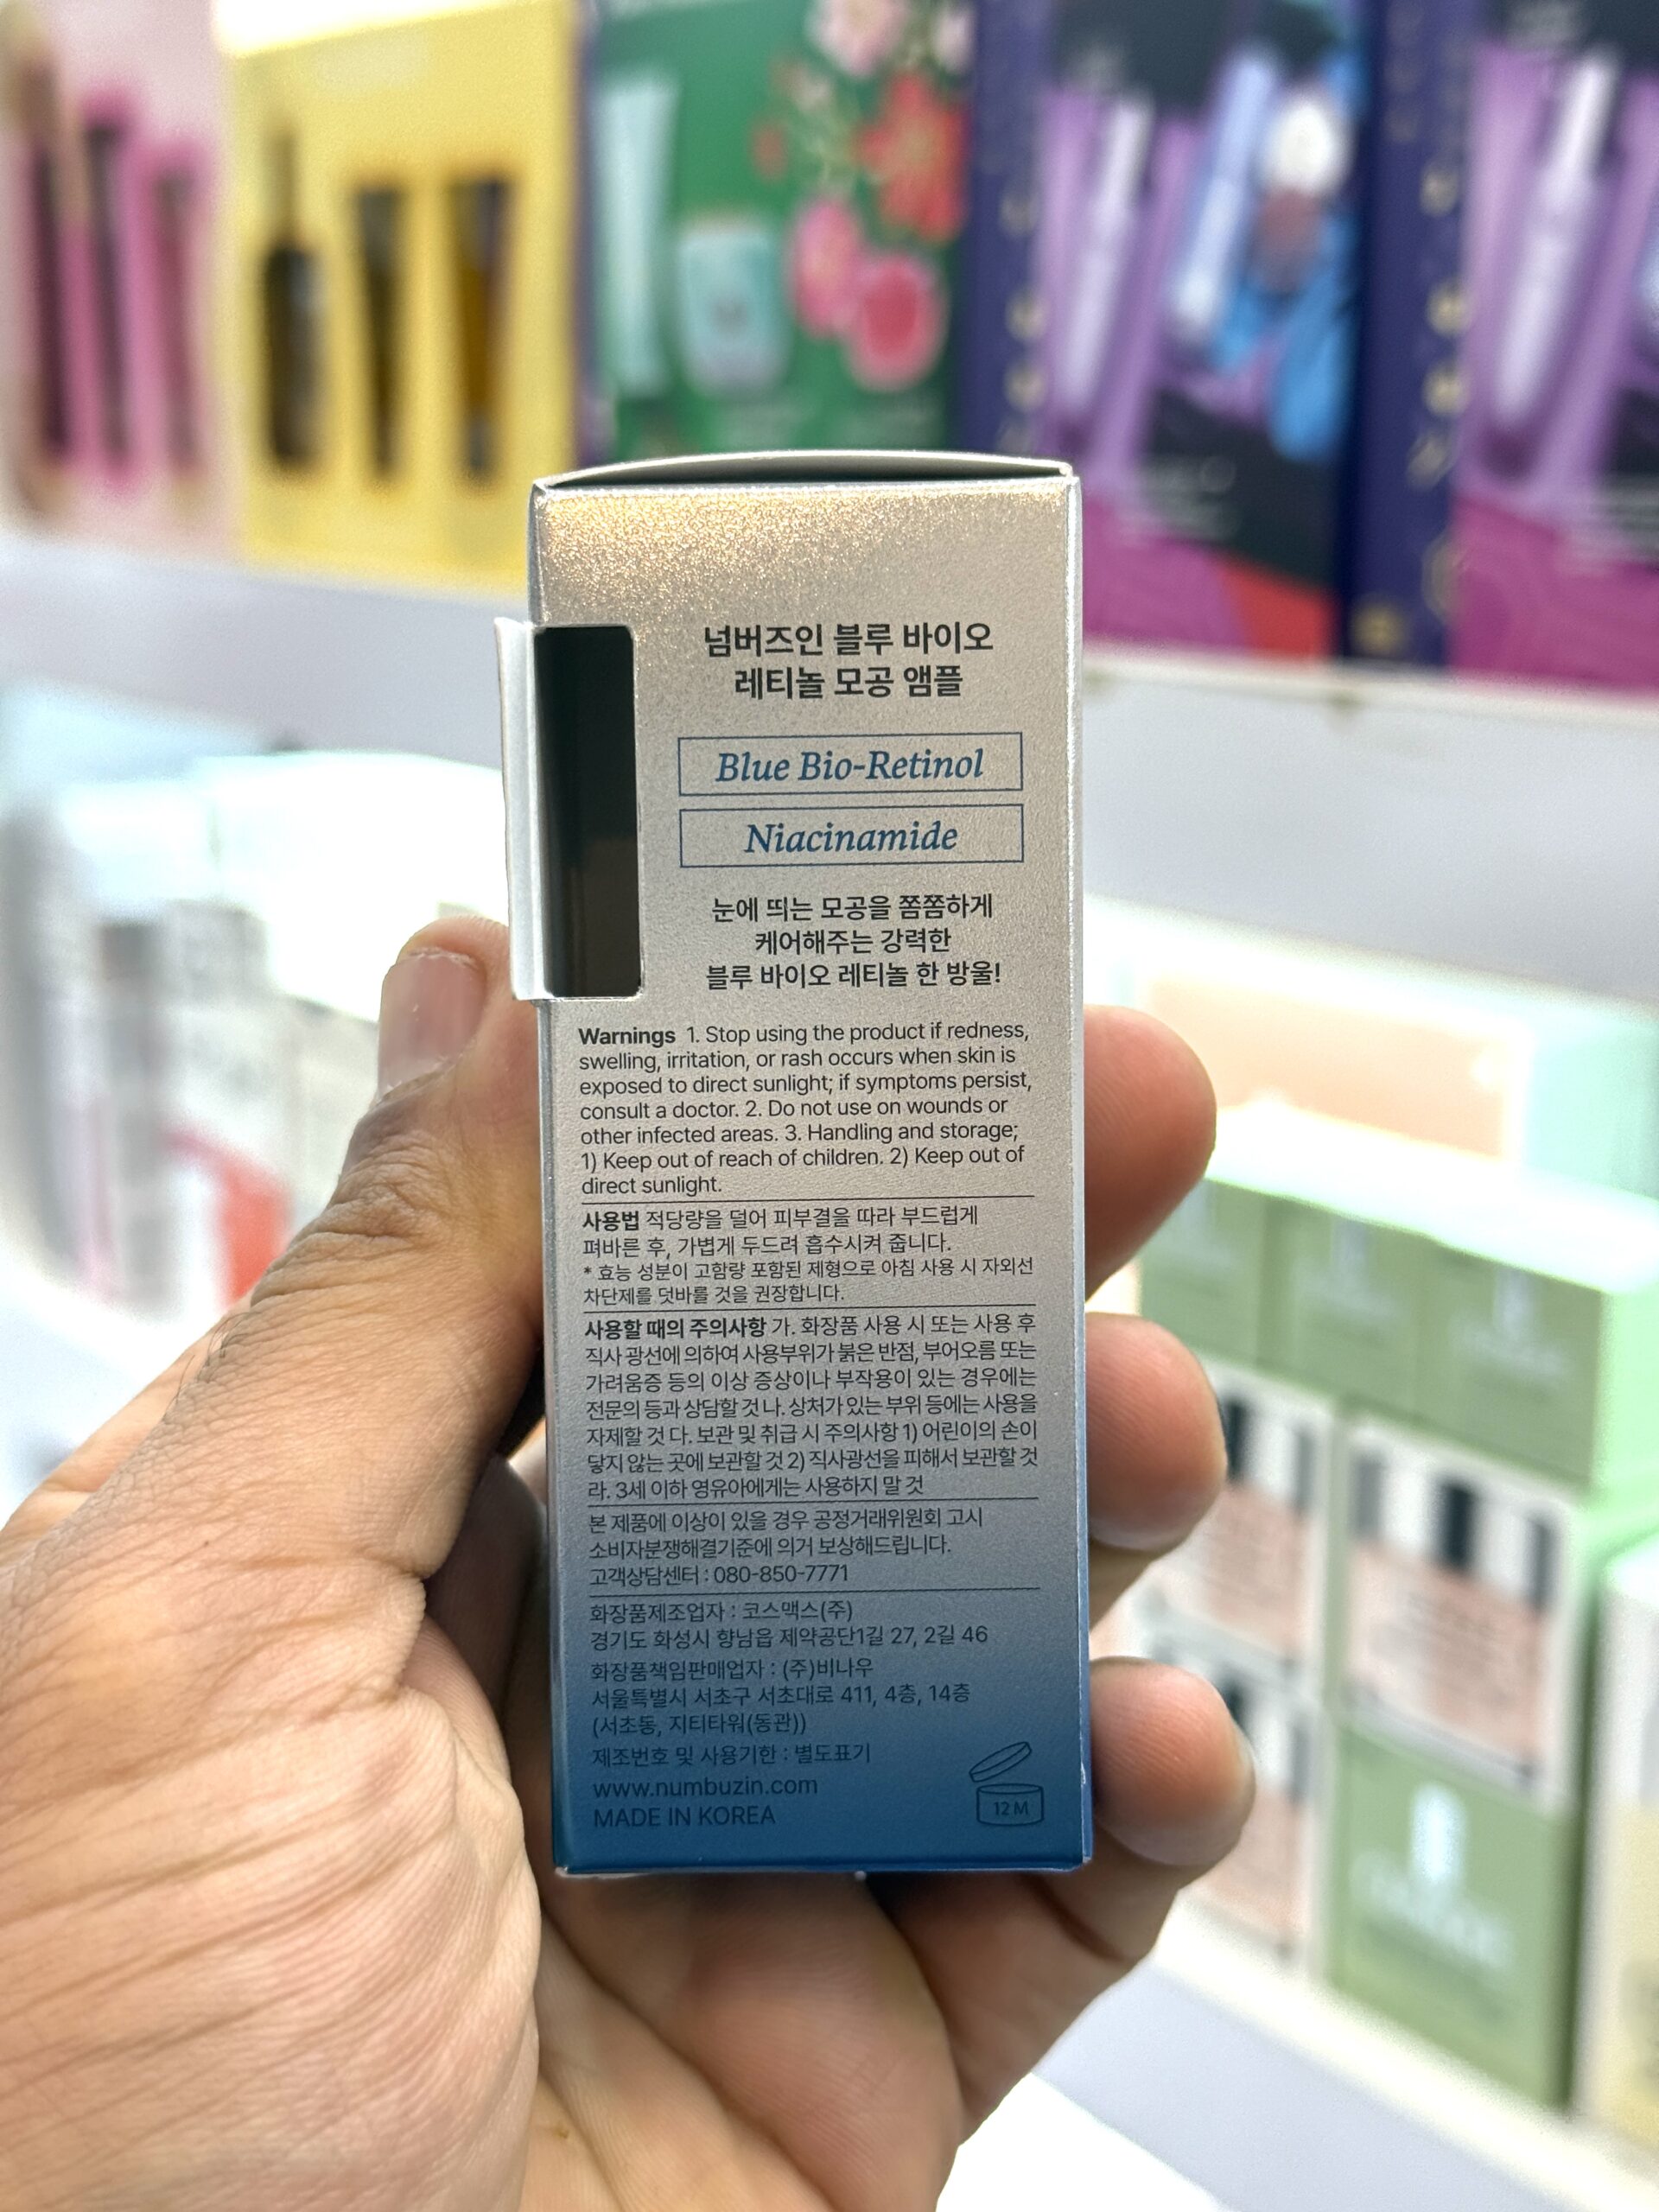 넘버즈인 블루 바이오
레티놀 모공 앰플
Blue Bio-Retinol
Niacinamide
눈에 띄는 모공을 쫌쫌하게
케어해주는 강력한
블루 바이오 레티놀 한 방울!
Warnings 1. Stop using the product if redness,
swelling, irritation, or rash occurs when skin is
exposed to direct sunlight; if symptoms persist,
consult a doctor. 2. Do not use on wounds or
other infected areas. 3. Handling and storage;
1) Keep out of reach of children. 2) Keep out of
direct sunlight.
사용법 적당량을 덜어 피부결을 따라 부드럽게
펴바른 후, 가볍게 두드려 흡수시켜 줍니다.
* 효능 성분이 고함량 포함된 제형으로 아침 사용 시 자외선
차단제를 덧바를 것을 권장합니다.
사용할 때의 주의사항 가. 화장품 사용 시 또는 사용 후
직사 광선에 의하여 사용부위가 붉은 반점, 부어오름 또는
가려움증 등의 이상 증상이나 부작용이 있는 경우에는
전문의 등과 상담할 것 나. 상처가 있는 부위 등에는 사용을
자제할 것 다. 보관 및 취급 시 주의사항 1) 어린이의 손이
닿지 않는 곳에 보관할 것 2) 직사광선을 피해서 보관할 것
라. 3세 이하 영유아에게는 사용하지 말 것
본 제품에 이상이 있을 경우 공정거래위원회 고시
소비자분쟁해결기준에 의거 보상해드립니다.
고객상담센터 : 080-850-7771
화장품제조업자 : 코스맥스(주)
경기도 화성시 향남읍 제약공단1길 27, 2길 46
화장품책임판매업자 : (주)비나우
서울특별시 서초구 서초대로 411, 4층, 14층
(서초동, 지티타워(동관))
제조번호 및 사용기한 : 별도표기
www.numbuzin.com
MADE IN KOREA
12 M